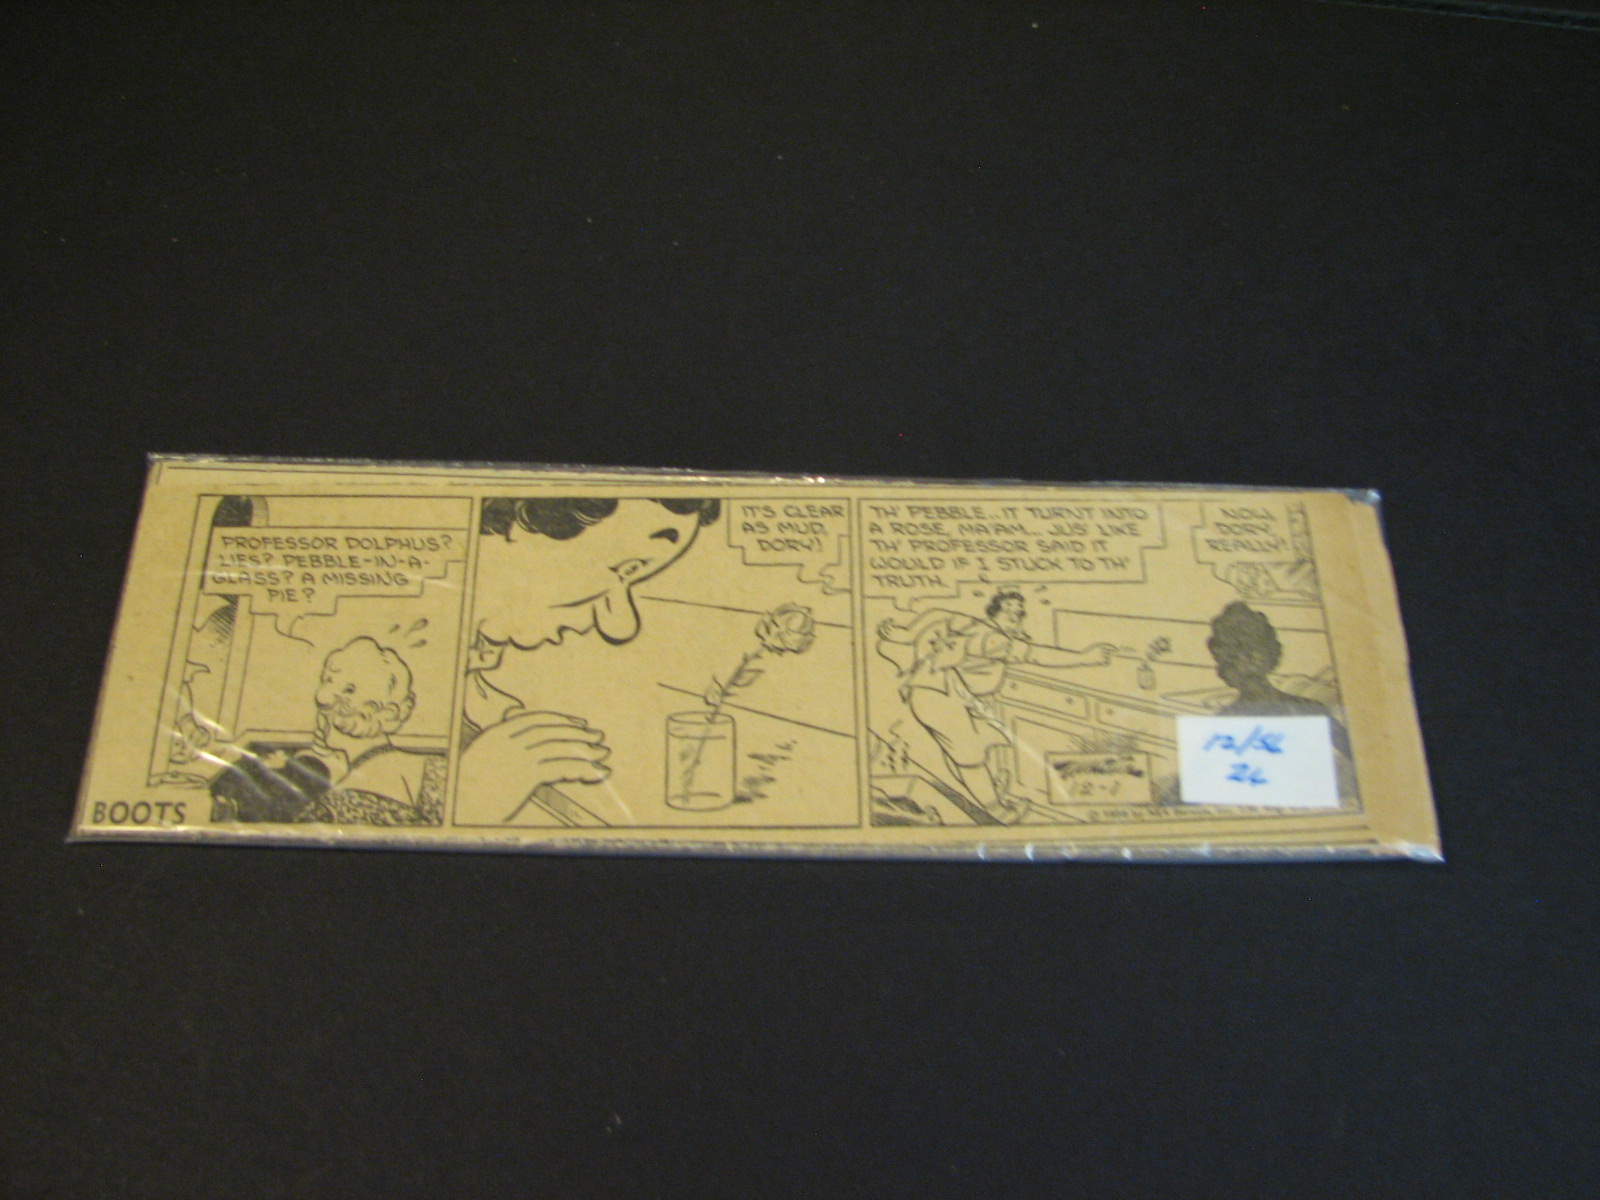 PROFESSOR DOLPHUS?
LIES? PEBBLE-IN-A-
GLASS? A MISSING
PIE?
BOOTS
IT'S CLEAR
AS MUD,
DORY!
TH' PEBBLE.. IT TURNT INTO
A ROSE, MA'AM... JUS' LIKE
TH' PROFESSOR SAID IT
WOULD IF I STUCK TO TH'
TRUTH.
NOW,
DORY,
REALLY!
12-1
12/56
24